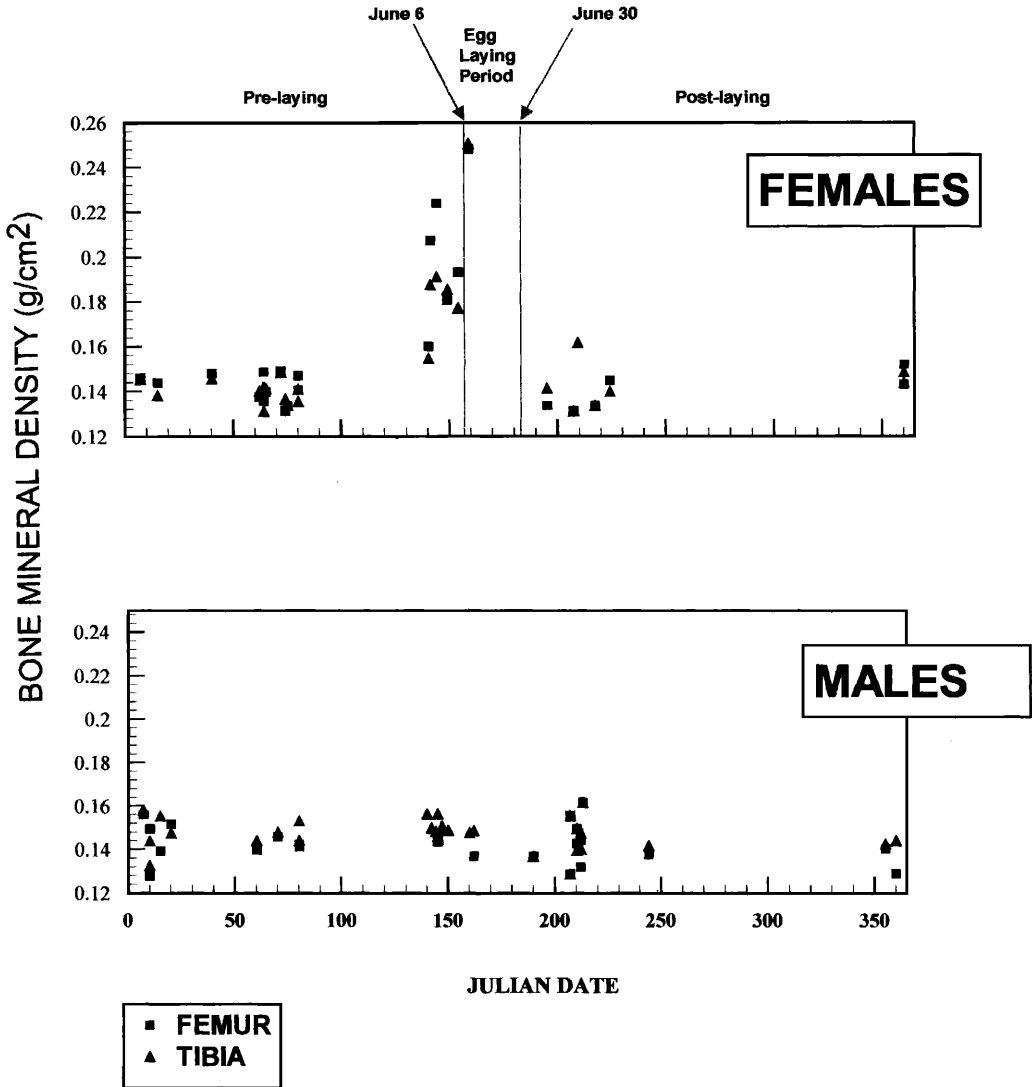 June 6
June 30
Egg
Laying
Period
Pre-laying
Post-laying
0.26
0.24
0.22
0.2
0.18
0.16
0.14
0.12
FEMALES
BONE MINERAL DENSITY (g/cm2)
0.24
0.22
0.2
0.18
0.16
0.14
0.12
MALES
0 50 100 150 200 250 300 350
JULIAN DATE
FEMUR
TIBIA